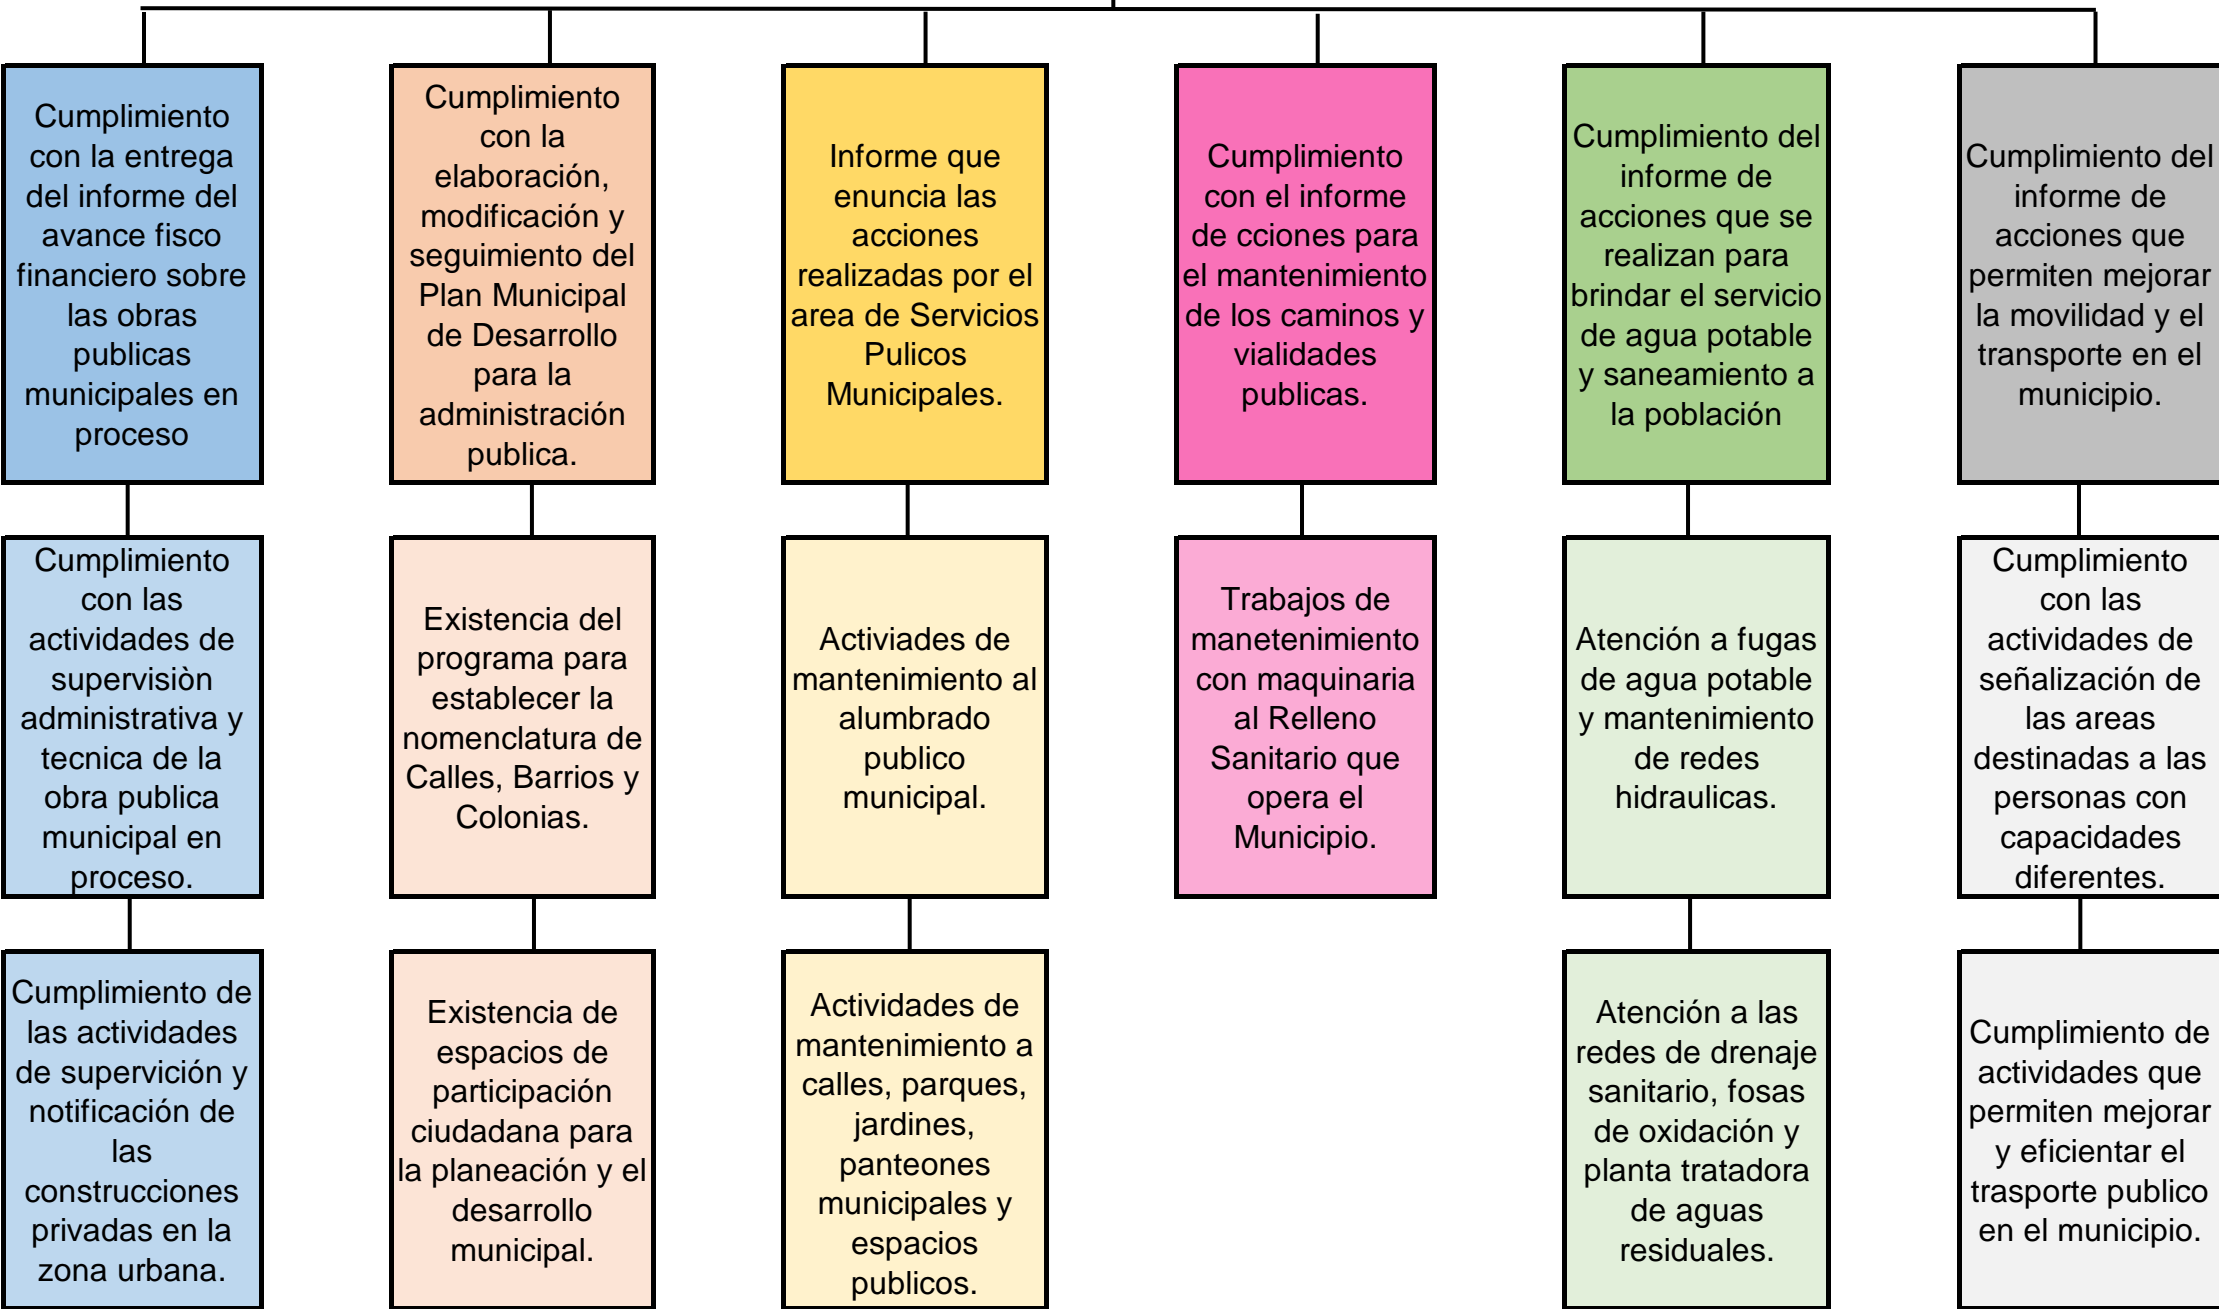 Cumplimiento
con la entrega
del informe del
avance fisco
financiero sobre
las obras
publicas
municipales en
proceso
Cumplimiento
con la
elaboración,
modificación y
seguimiento del
Plan Municipal
de Desarrollo
para la
administración
publica.
Informe que
enuncia las
acciones
realizadas por el
area de Servicios
Pulicos
Municipales.
Cumplimiento
con el informe
de cciones para
el mantenimiento
de los caminos y
vialidades
publicas.
Cumplimiento del
informe de
acciones que se
realizan para
brindar el servicio
de agua potable
y saneamiento a
la población
Cumplimiento del
informe de
acciones que
permiten mejorar
la movilidad y el
transporte en el
municipio.
Cumplimiento
con las
actividades de
supervisiòn
administrativa y
tecnica de la
obra publica
municipal en
proceso.
Existencia del
programa para
establecer la
nomenclatura de
Calles, Barrios y
Colonias.
Activiades de
mantenimiento al
alumbrado
publico
municipal.
Trabajos de
manetenimiento
con maquinaria
al Relleno
Sanitario que
opera el
Municipio.
Atención a fugas
de agua potable
y mantenimiento
de redes
hidraulicas.
Cumplimiento
con las
actividades de
señalización de
las areas
destinadas a las
personas con
capacidades
diferentes.
Cumplimiento de
las actividades
de supervición y
notificación de
las
construcciones
privadas en la
zona urbana.
Existencia de
espacios de
participación
ciudadana para
la planeación y el
desarrollo
municipal.
Actividades de
mantenimiento a
calles, parques,
jardines,
panteones
municipales y
espacios
publicos.
Atención a las
redes de drenaje
sanitario, fosas
de oxidación y
planta tratadora
de aguas
residuales.
Cumplimiento de
actividades que
permiten mejorar
y eficientar el
trasporte publico
en el municipio.